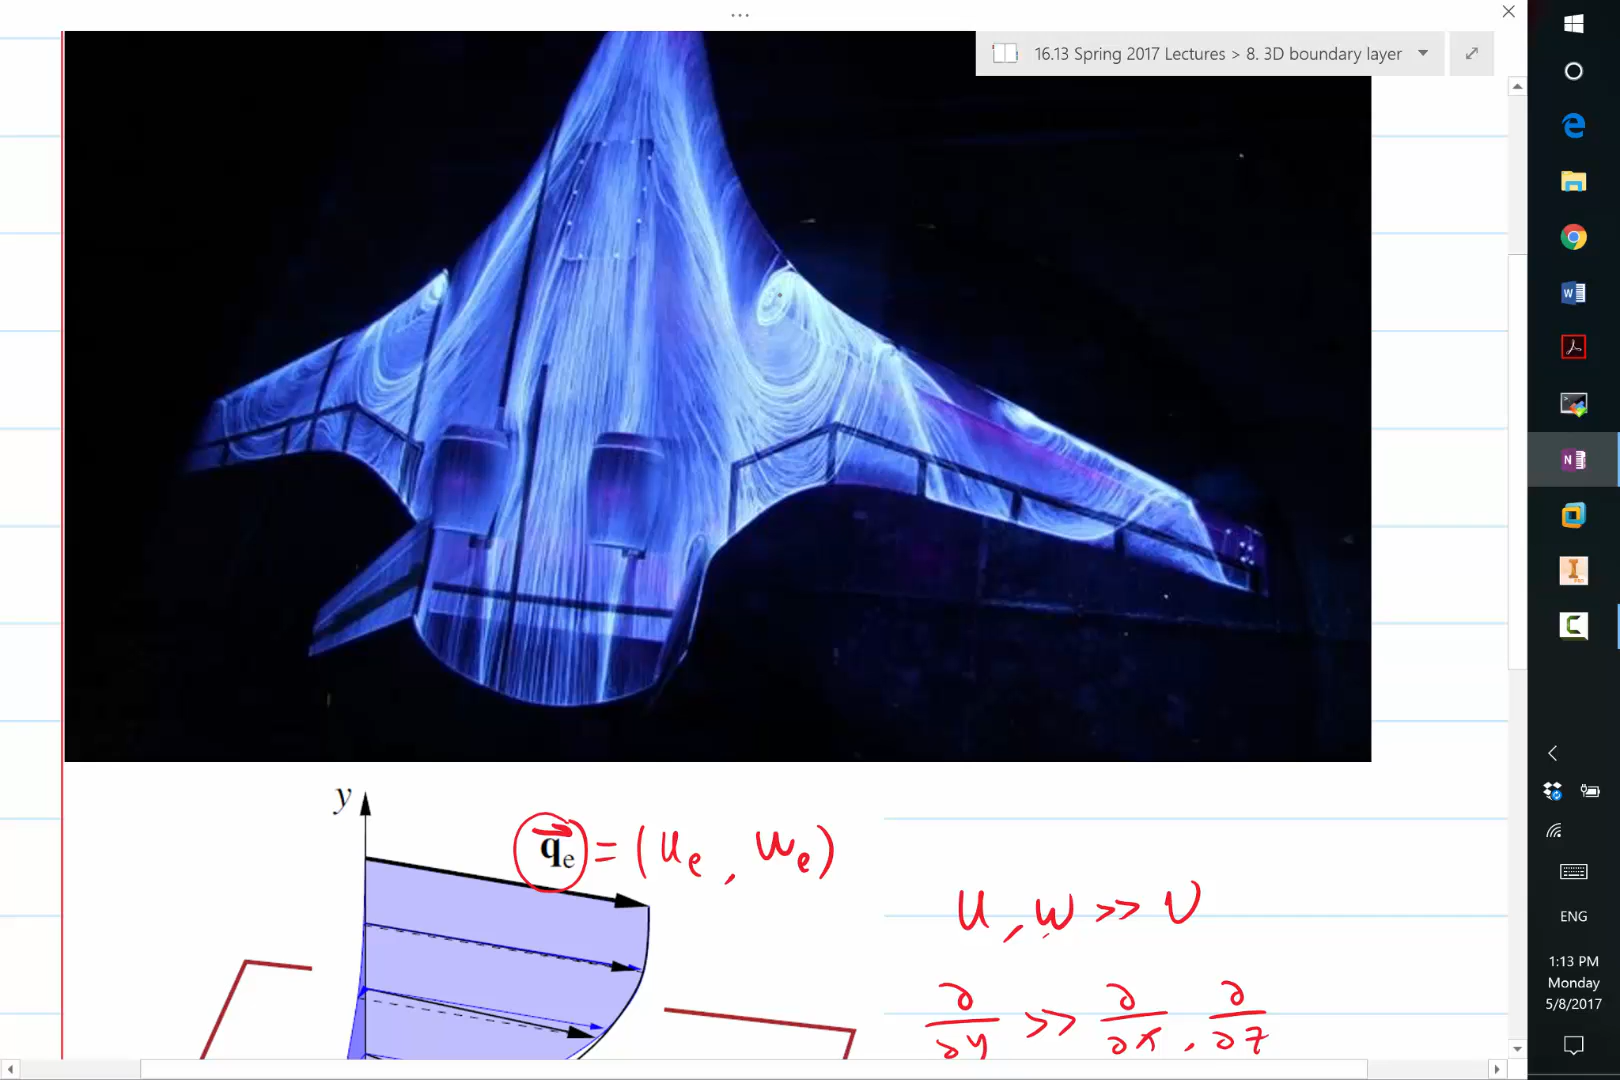 16.13 Spring 2017 Lectures > 8. 3D boundary layer
y
q⃗e = (ue, we)
u, w >> v
∂/∂y >> ∂/∂x, ∂/∂z
ENG
1:13 PM
Monday
5/8/2017